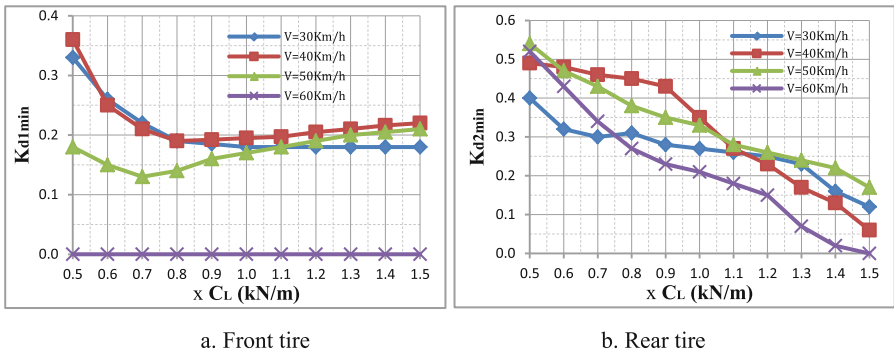 0.4
0.3
0.2
0.1
0.0
Kd1min
V=30Km/h
V=40Km/h
V=50Km/h
V=60Km/h
0.5 0.6 0.7 0.8 0.9 1.0 1.1 1.2 1.3 1.4 1.5
x CL (kN/m)
a. Front tire
0.6
0.5
0.4
0.3
0.2
0.1
0.0
Kd2min
V=30Km/h
V=40Km/h
V=50Km/h
V=60Km/h
0.5 0.6 0.7 0.8 0.9 1.0 1.1 1.2 1.3 1.4 1.5
x CL (kN/m)
b. Rear tire